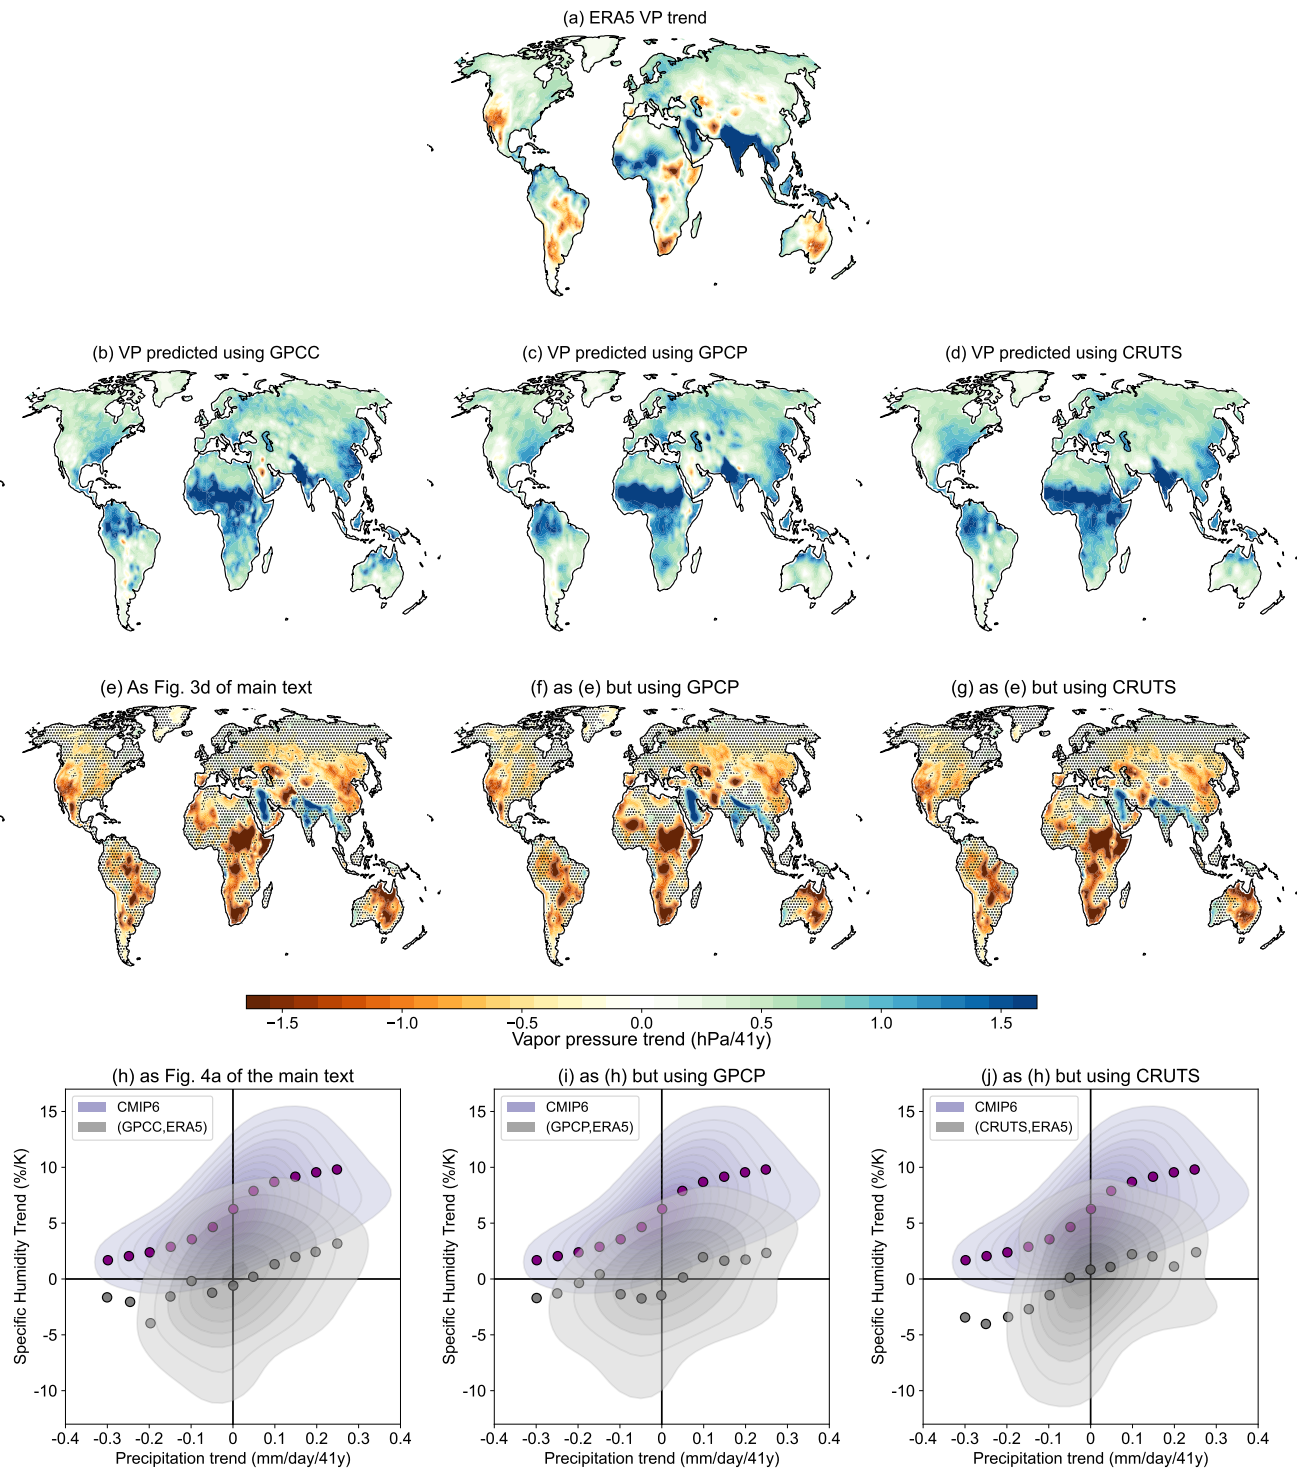 (a) ERA5 VP trend
(b) VP predicted using GPCC
(c) VP predicted using GPCP
(d) VP predicted using CRUTS
(e) As Fig. 3d of main text
(f) as (e) but using GPCP
(g) as (e) but using CRUTS
−1.5 −1.0 −0.5 0.0 0.5 1.0 1.5
Vapor pressure trend (hPa/41y)
(h) as Fig. 4a of the main text
Specific Humidity Trend (%/K)
15
10
5
0
-5
-10
CMIP6
(GPCC,ERA5)
-0.4 -0.3 -0.2 -0.1 0 0.1 0.2 0.3 0.4
Precipitation trend (mm/day/41y)
(i) as (h) but using GPCP
Specific Humidity Trend (%/K)
15
10
5
0
-5
-10
CMIP6
(GPCP,ERA5)
-0.4 -0.3 -0.2 -0.1 0 0.1 0.2 0.3 0.4
Precipitation trend (mm/day/41y)
(j) as (h) but using CRUTS
Specific Humidity Trend (%/K)
15
10
5
0
-5
-10
CMIP6
(CRUTS,ERA5)
-0.4 -0.3 -0.2 -0.1 0 0.1 0.2 0.3 0.4
Precipitation trend (mm/day/41y)